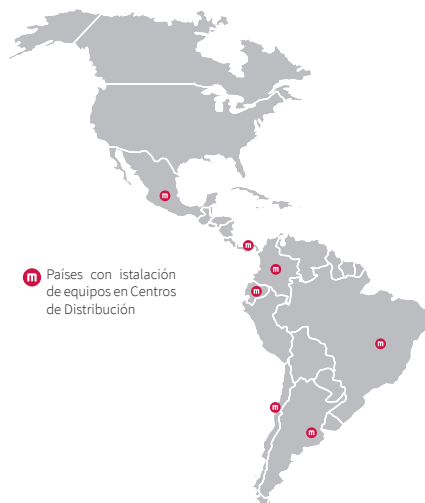 m
m
m
m
m Países con istalación
de equipos en Centros
de Distribución
m
m
m